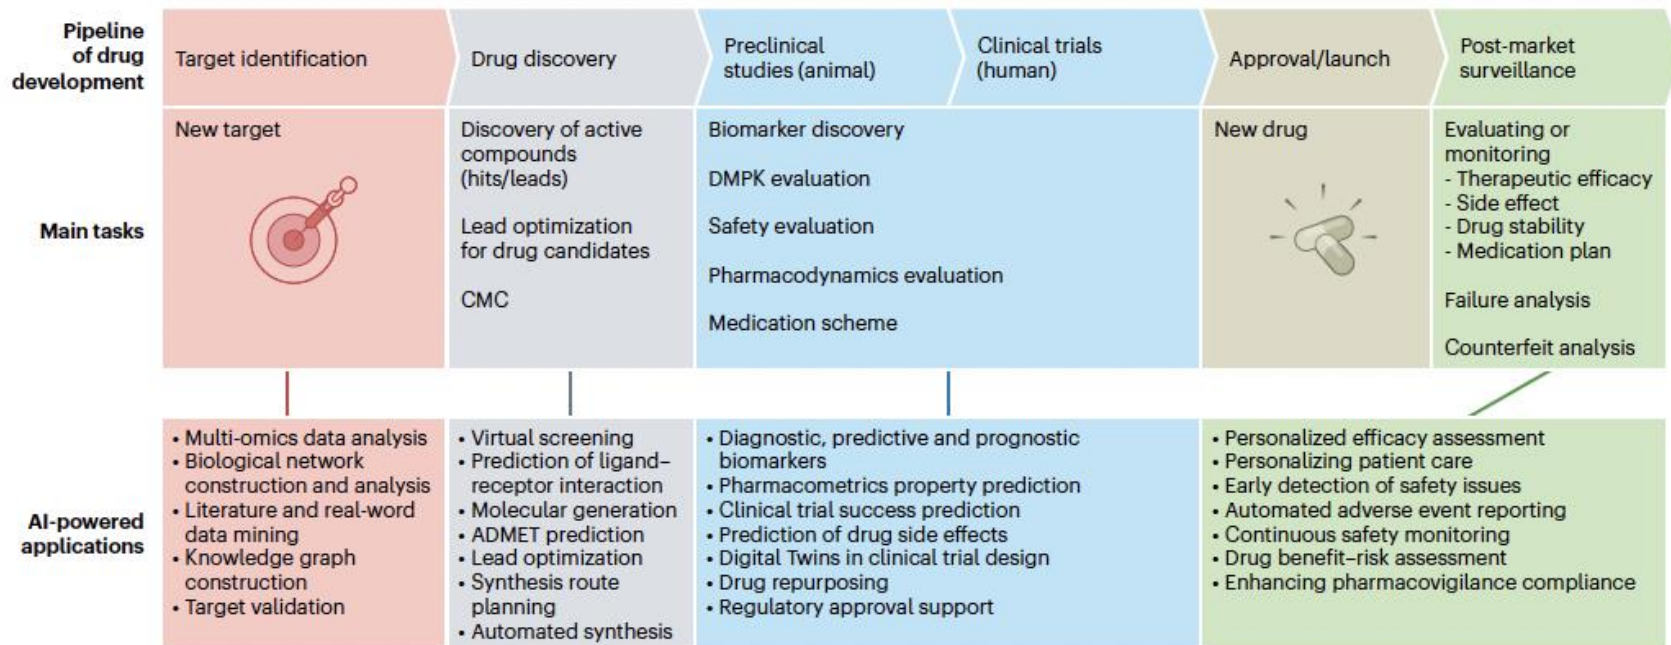 Pipeline
of drug
development
Target identification
Drug discovery
Preclinical
studies (animal)
Clinical trials
(human)
Approval/launch
Post-market
surveillance
Main tasks
New target
Discovery of active
compounds
(hits/leads)
Lead optimization
for drug candidates
CMC
Biomarker discovery
DMPK evaluation
Safety evaluation
Pharmacodynamics evaluation
Medication scheme
New drug
Evaluating or
monitoring
- Therapeutic efficacy
- Side effect
- Drug stability
- Medication plan
Failure analysis
Counterfeit analysis
AI-powered
applications
• Multi-omics data analysis
• Biological network
construction and analysis
• Literature and real-word
data mining
• Knowledge graph
construction
• Target validation
• Virtual screening
• Prediction of ligand–
receptor interaction
• Molecular generation
• ADMET prediction
• Lead optimization
• Synthesis route
planning
• Automated synthesis
• Diagnostic, predictive and prognostic
biomarkers
• Pharmacometrics property prediction
• Clinical trial success prediction
• Prediction of drug side effects
• Digital Twins in clinical trial design
• Drug repurposing
• Regulatory approval support
• Personalized efficacy assessment
• Personalizing patient care
• Early detection of safety issues
• Automated adverse event reporting
• Continuous safety monitoring
• Drug benefit–risk assessment
• Enhancing pharmacovigilance compliance